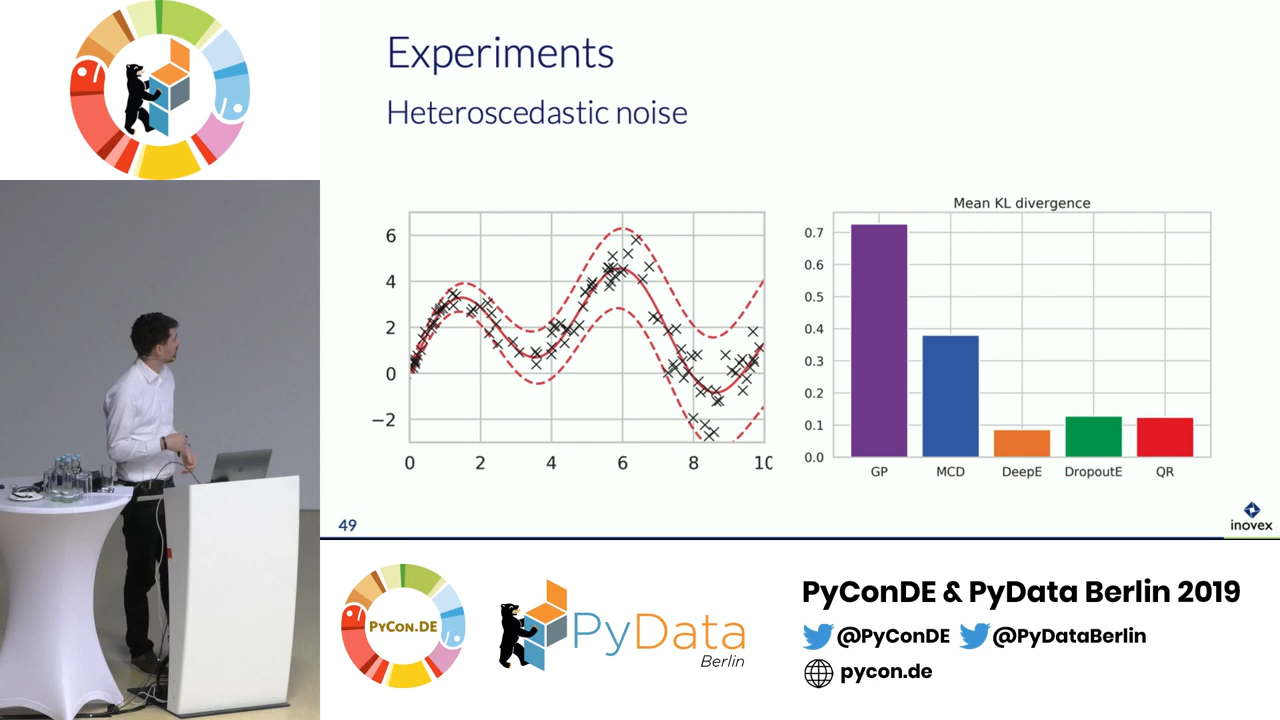 Experiments
Heteroscedastic noise
6
4
2
0
−2
0 2 4 6 8 10
Mean KL divergence
0.7
0.6
0.5
0.4
0.3
0.2
0.1
0.0
GP MCD DeepE DropoutE QR
49
inovex
PyCon.DE
PyData
Berlin
PyConDE & PyData Berlin 2019
@PyConDE @PyDataBerlin
pycon.de